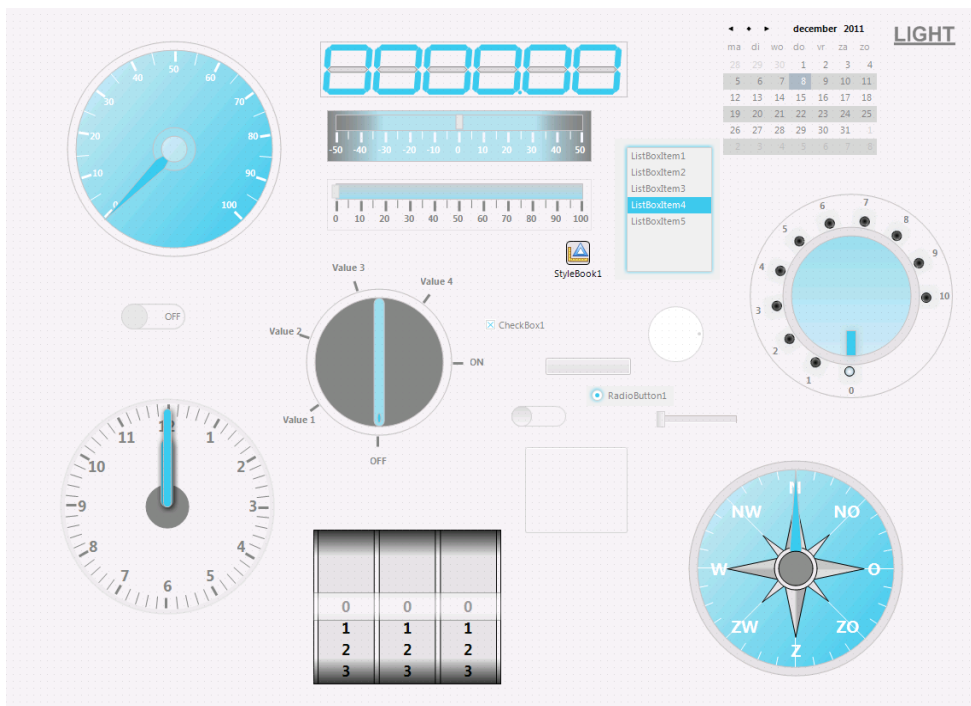 LIGHT
december 2011
ma di wo do vr za zo
28 29 30 1 2 3 4
5 6 7 8 9 10 11
12 13 14 15 16 17 18
19 20 21 22 23 24 25
26 27 28 29 30 31 1
2 3 4 5 6 7 8
0 10 20 30 40 50 60 70 80 90 100
000000.00
-50 -40 -30 -20 -10 0 10 20 30 40 50
0 10 20 30 40 50 60 70 80 90 100
ListBoxItem1
ListBoxItem2
ListBoxItem3
ListBoxItem4
ListBoxItem5
StyleBook1
0 1 2 3 4 5 6 7 8 9 10
OFF
OFF
Value 1
Value 2
Value 3
Value 4
ON
CheckBox1
RadioButton1
12 1 2 3 4 5 6 7 8 9 10 11
0 0 0
1 1 1
2 2 2
3 3 3
N
NW NO
W O
ZW ZO
Z